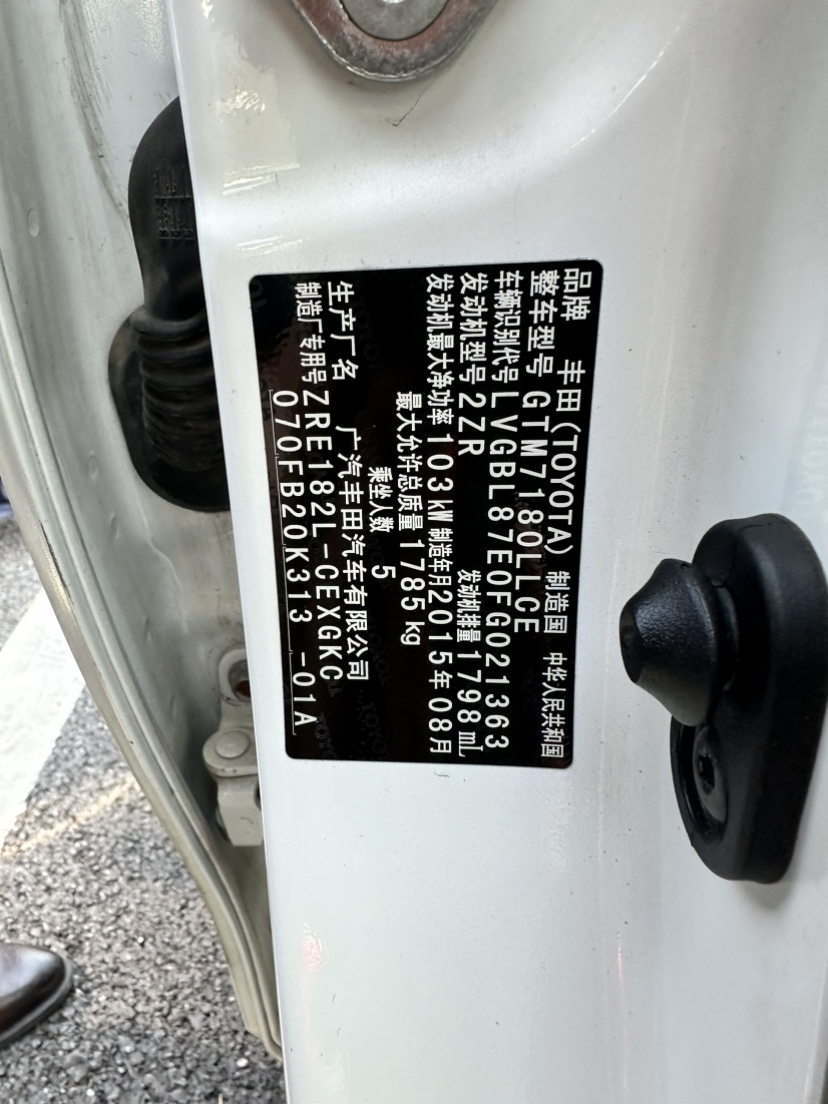 品牌 丰田(TOYOTA) 制造国 中华人民共和国
整车型号 GTM7180LLCE
车辆识别代号 LVGBL87E0FG021363
发动机型号 2ZR 发动机排量 1798 mL
发动机最大净功率 103 kW 制造年月 2015年08月
最大允许总质量 1785 kg
乘坐人数 5
生产厂名 广汽丰田汽车有限公司
制造厂专用号 ZRE182L-CEXGKC
070FB20K313 -01A